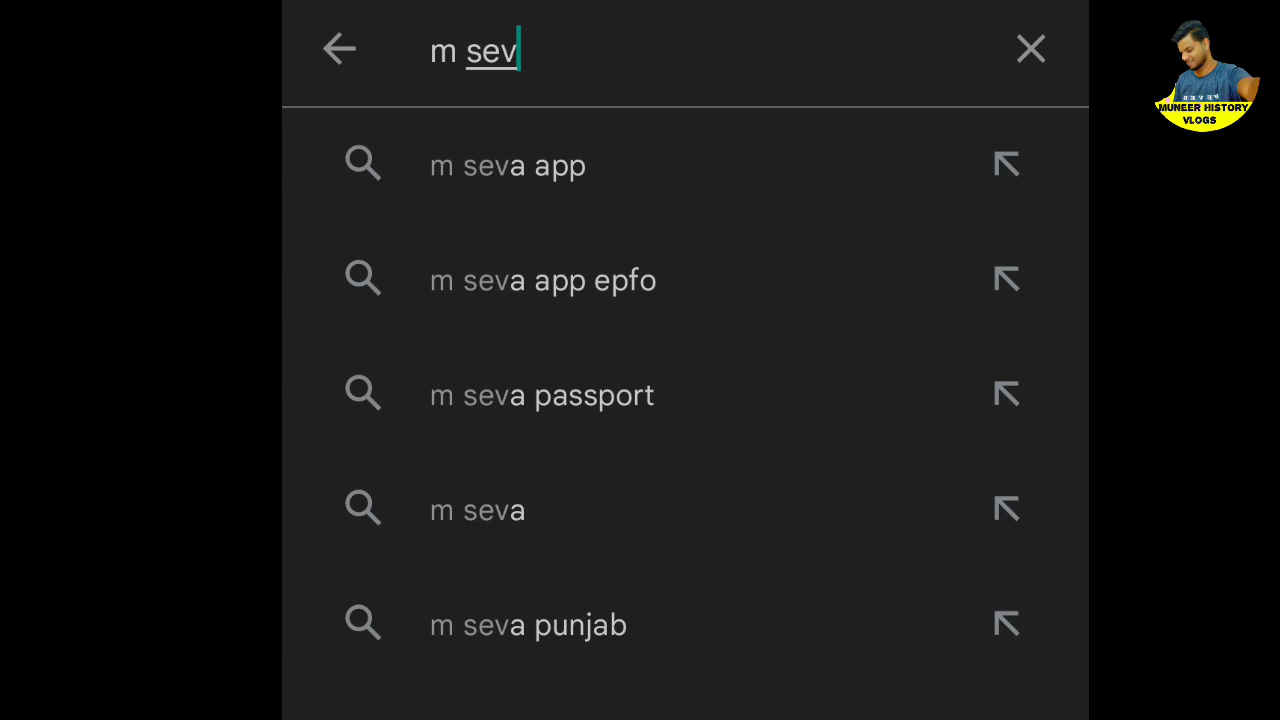 m sev
m seva app
m seva app epfo
m seva passport
m seva
m seva punjab
MUNEER HISTORY
VLOGS